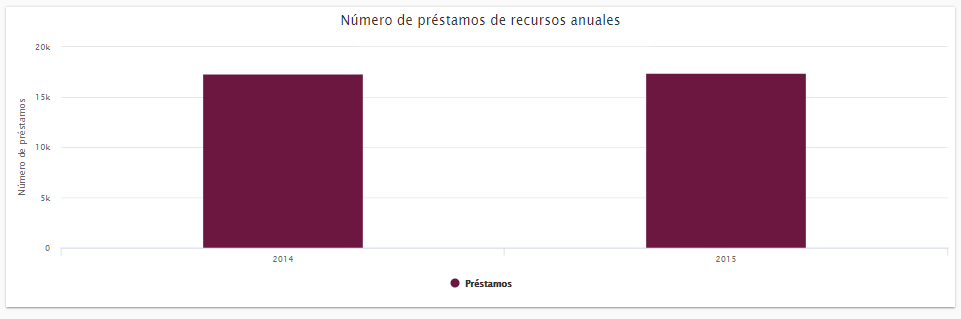 Número de préstamos de recursos anuales
20k
15k
10k
5k
0
Número de préstamos
2014
2015
Préstamos